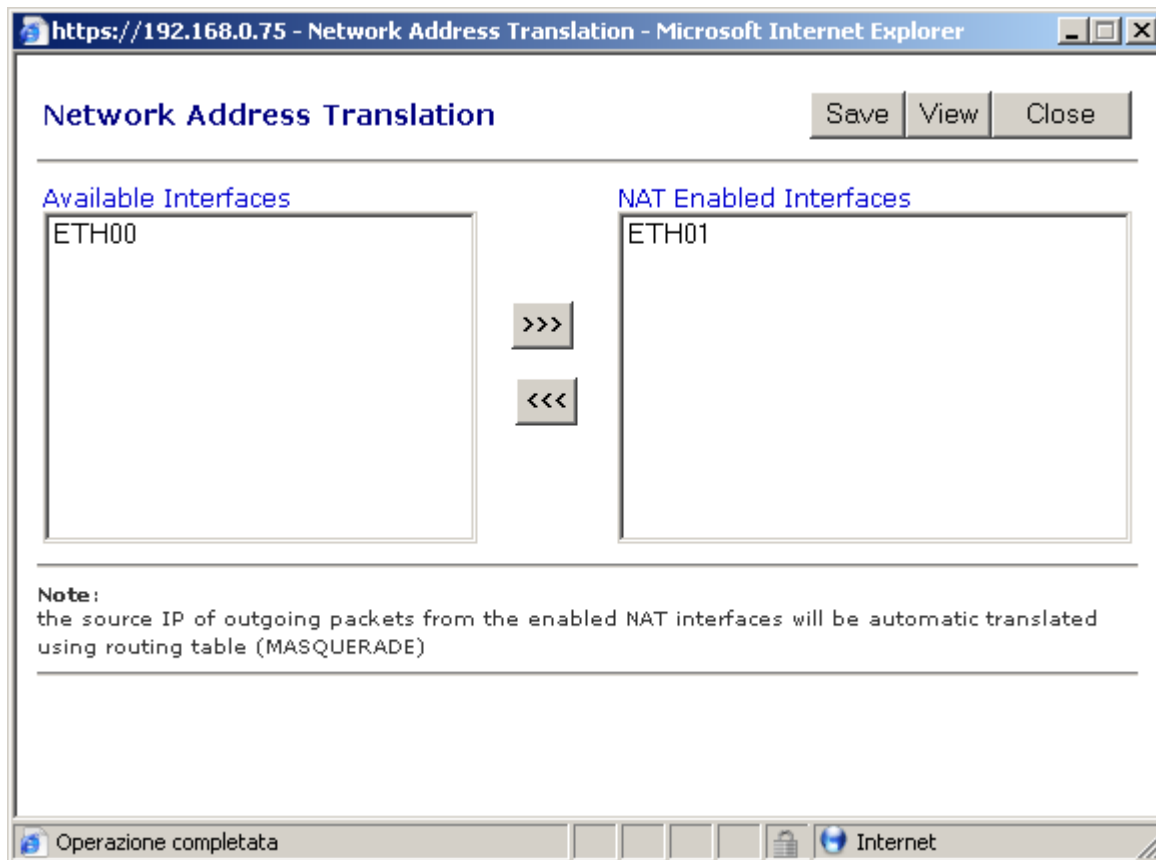 https://192.168.0.75 - Network Address Translation - Microsoft Internet Explorer
Network Address Translation
Save View Close
Available Interfaces
ETH00
NAT Enabled Interfaces
ETH01
>>>
<<<
Note:
the source IP of outgoing packets from the enabled NAT interfaces will be automatic translated
using routing table (MASQUERADE)
Operazione completata
Internet